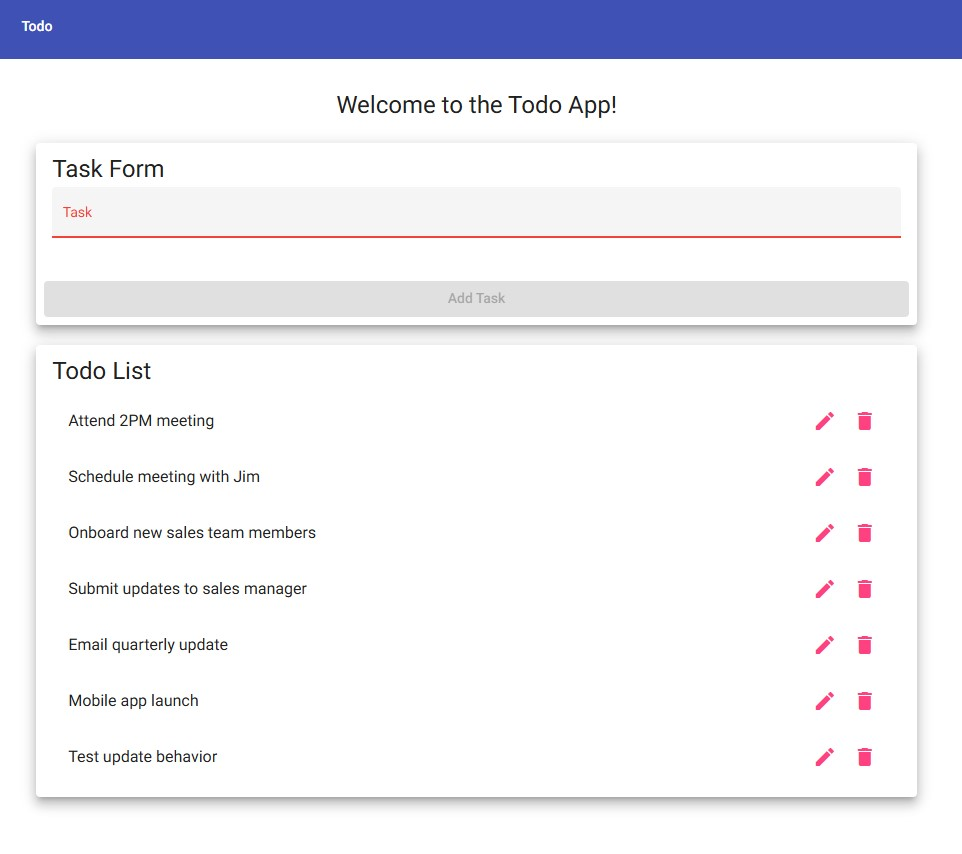 Todo
Welcome to the Todo App!
Task Form
Task
Add Task
Todo List
Attend 2PM meeting
Schedule meeting with Jim
Onboard new sales team members
Submit updates to sales manager
Email quarterly update
Mobile app launch
Test update behavior